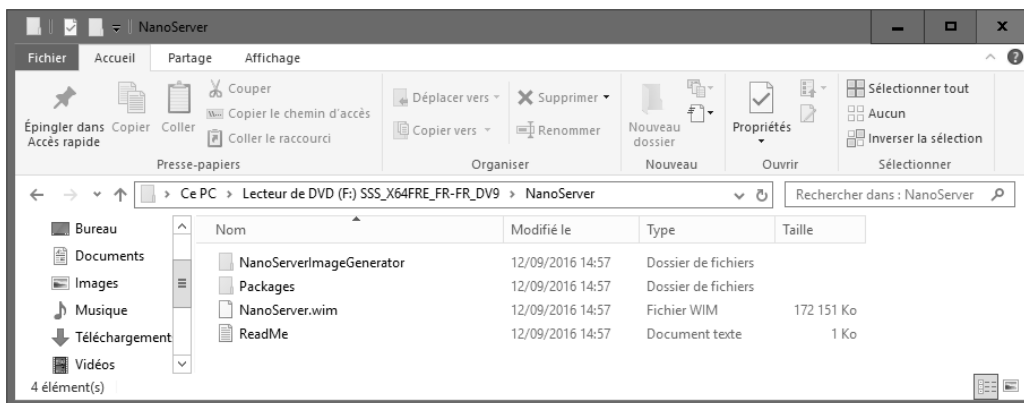 NanoServer
Fichier Accueil Partage Affichage
Épingler dans Accès rapide
Copier
Coller
Couper
Copier le chemin d'accès
Coller le raccourci
Presse-papiers
Déplacer vers
Copier vers
Supprimer
Renommer
Organiser
Nouveau dossier
Nouveau
Propriétés
Ouvrir
Sélectionner tout
Aucun
Inverser la sélection
Sélectionner
Ce PC > Lecteur de DVD (F:) SSS_X64FRE_FR-FR_DV9 > NanoServer
Rechercher dans : NanoServer
Bureau
Documents
Images
Musique
Téléchargement
Vidéos
Nom Modifié le Type Taille
NanoServerImageGenerator 12/09/2016 14:57 Dossier de fichiers
Packages 12/09/2016 14:57 Dossier de fichiers
NanoServer.wim 12/09/2016 14:57 Fichier WIM 172 151 Ko
ReadMe 12/09/2016 14:57 Document texte 1 Ko
4 élément(s)